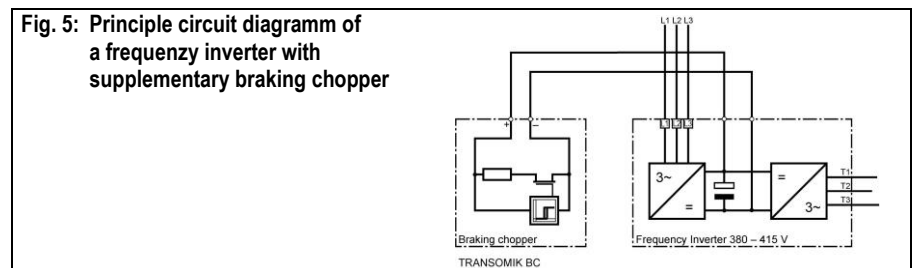 Fig. 5: Principle circuit diagramm of
a frequenzy inverter with
supplementary braking chopper
L1 L2 L3
+ –
L1 L2 L3
3~
=
=
3~
T1
T2
T3
Braking chopper
Frequency Inverter 380 – 415 V
TRANSOMIK BC